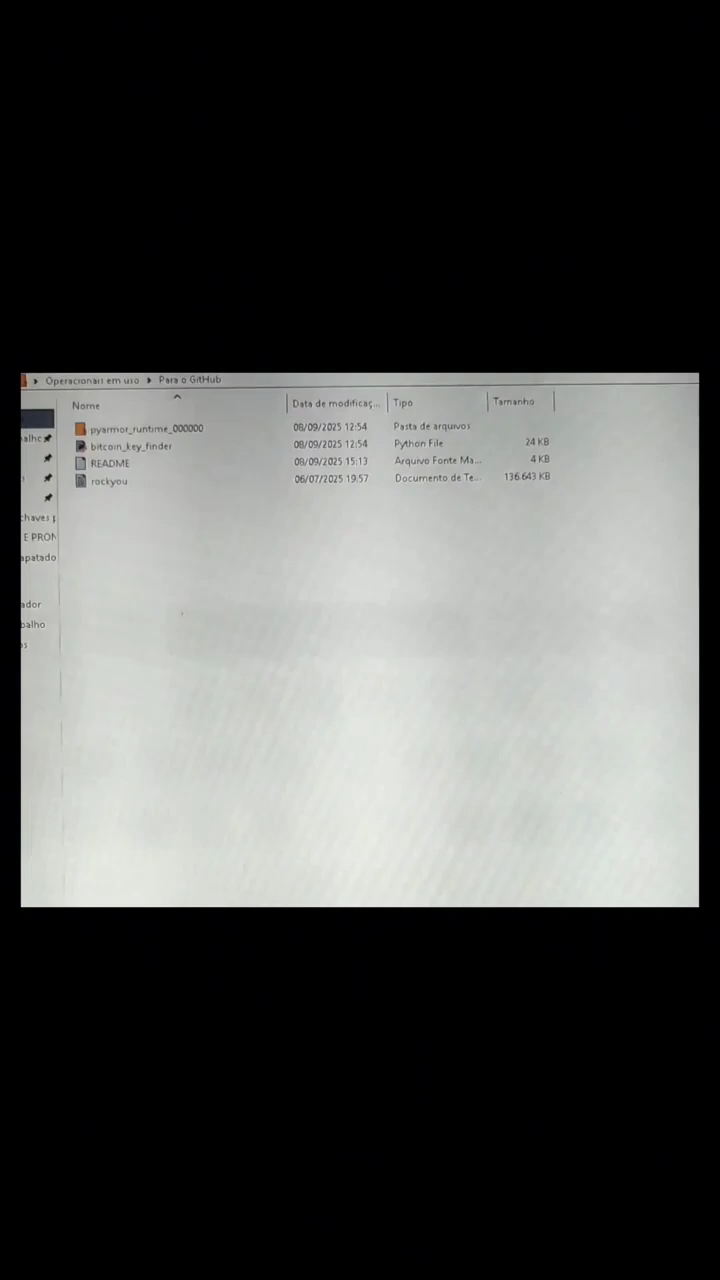 Operacionais em uso > Para o GitHub
Nome Data de modificaç... Tipo Tamanho
pyarmor_runtime_000000 08/09/2025 12:54 Pasta de arquivos
bitcoin_key_finder 08/09/2025 12:54 Python File 24 KB
README 08/09/2025 15:13 Arquivo Fonte Ma... 4 KB
rockyou 06/07/2025 19:57 Documento de Te... 136.643 KB
chaves
E PRON
apatado
ador
balho